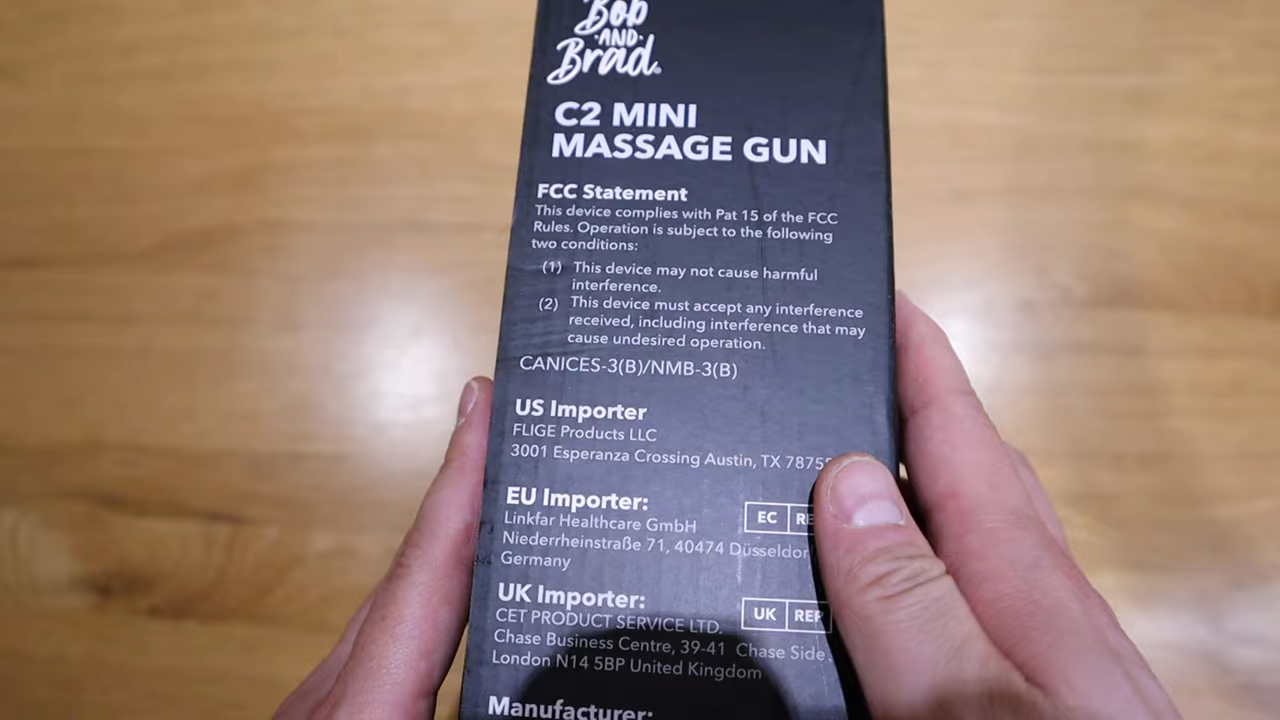 Bob
·AND·
Brad®
C2 MINI
MASSAGE GUN
FCC Statement
This device complies with Pat 15 of the FCC
Rules. Operation is subject to the following
two conditions:
(1) This device may not cause harmful
interference.
(2) This device must accept any interference
received, including interference that may
cause undesired operation.
CANICES-3(B)/NMB-3(B)
US Importer
FLIGE Products LLC
3001 Esperanza Crossing Austin, TX
EU Importer:
EC
Linkfar Healthcare GmbH
Niederrheinstraße 71, 40474
Germany
UK Importer:
UK REP
CET PRODUCT SERVICE LTD.
Chase Business Centre, 39-41 Chase Side,
London N14 5BP United Kingdom
Manufacturer: